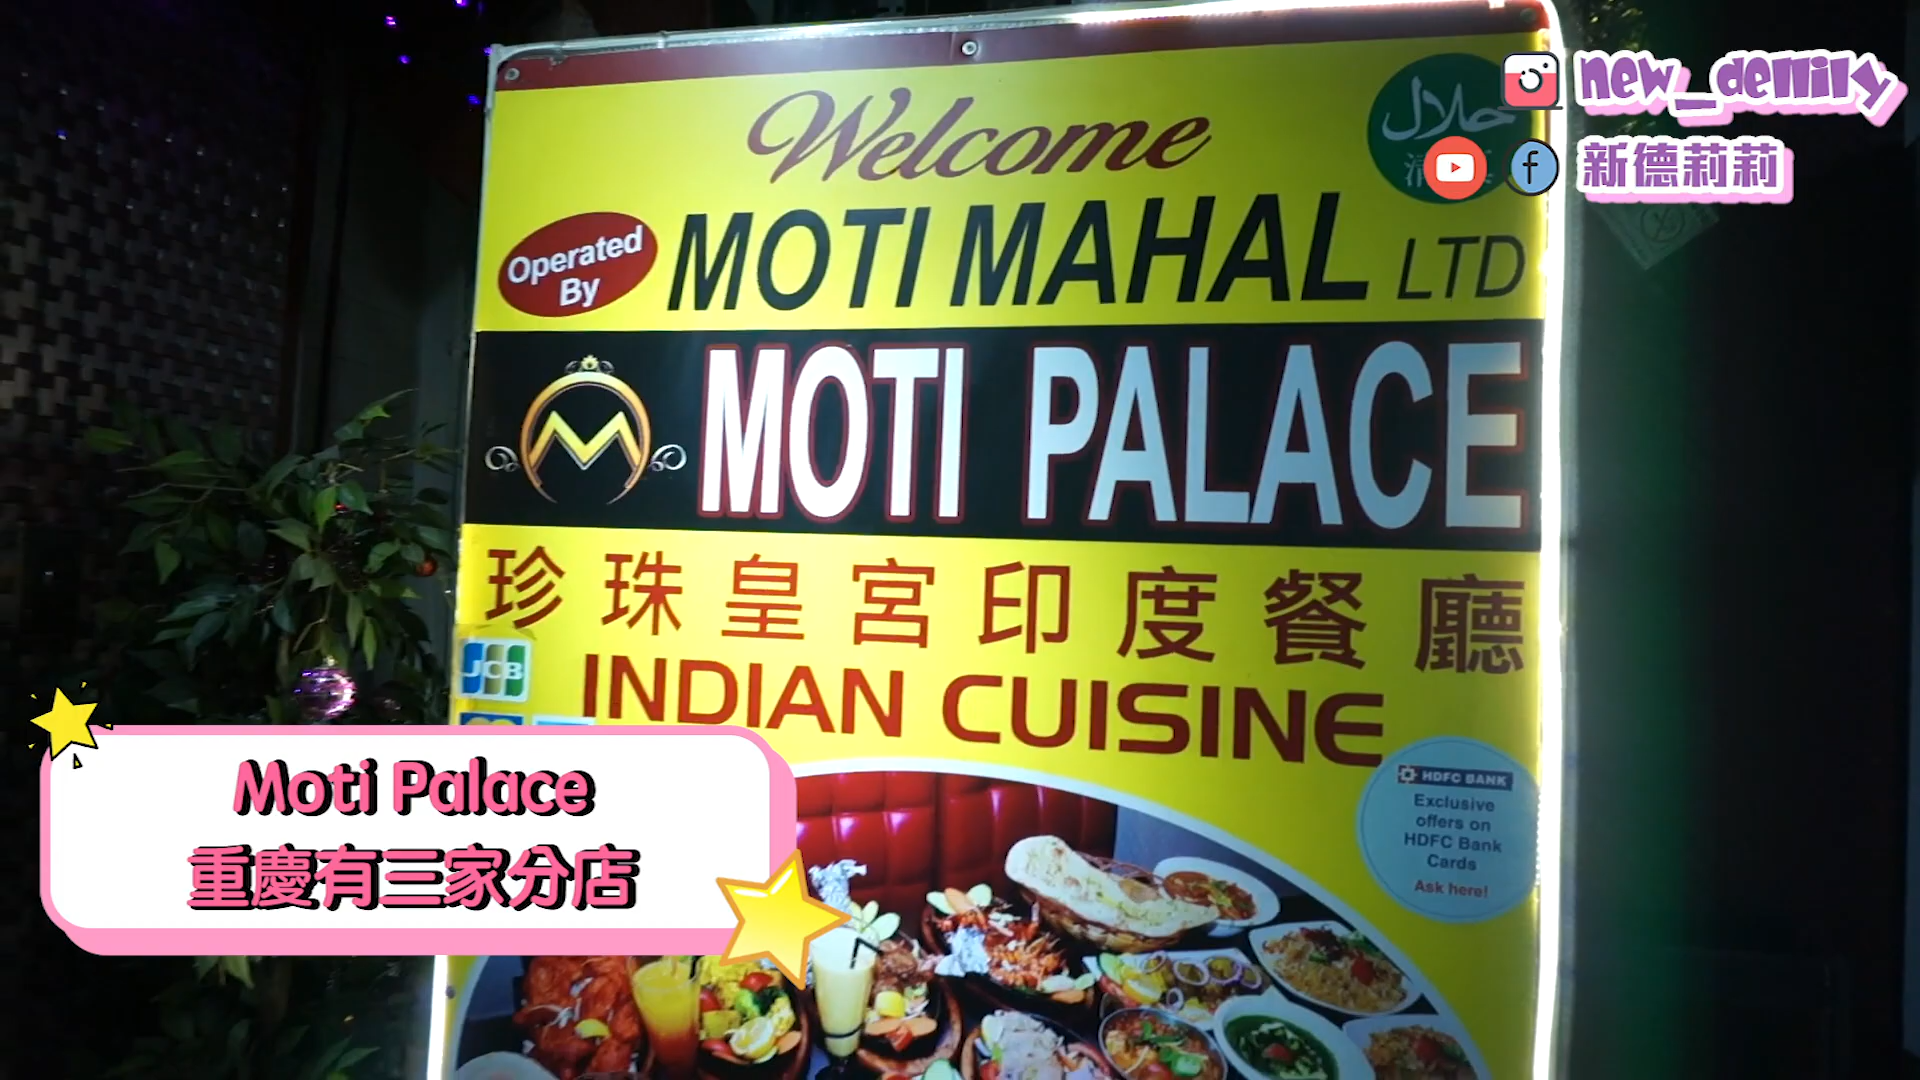 new_dellily
新德莉莉
Welcome
حلال
Operated
By
MOTI MAHAL LTD
M
MOTI PALACE
珍珠皇宮印度餐廳
JCB
INDIAN CUISINE
HDFC BANK
Exclusive
offers on
HDFC Bank
Cards
Ask here!
Moti Palace
重慶有三家分店